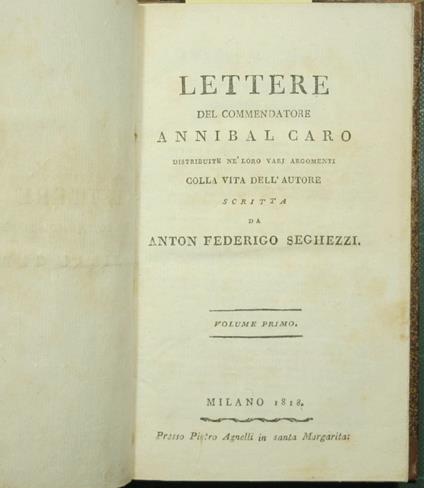 LETTERE
DEL COMMENDATORE
ANNIBAL CARO
DISTRIBUITE NE' LORO VARJ ARGOMENTI
COLLA VITA DELL' AUTORE
SCRITTA
DA
ANTON FEDERIGO SEGHEZZI.
VOLUME PRIMO.
MILANO 1818.
Presso Pietro Agnelli in santa Margarita: